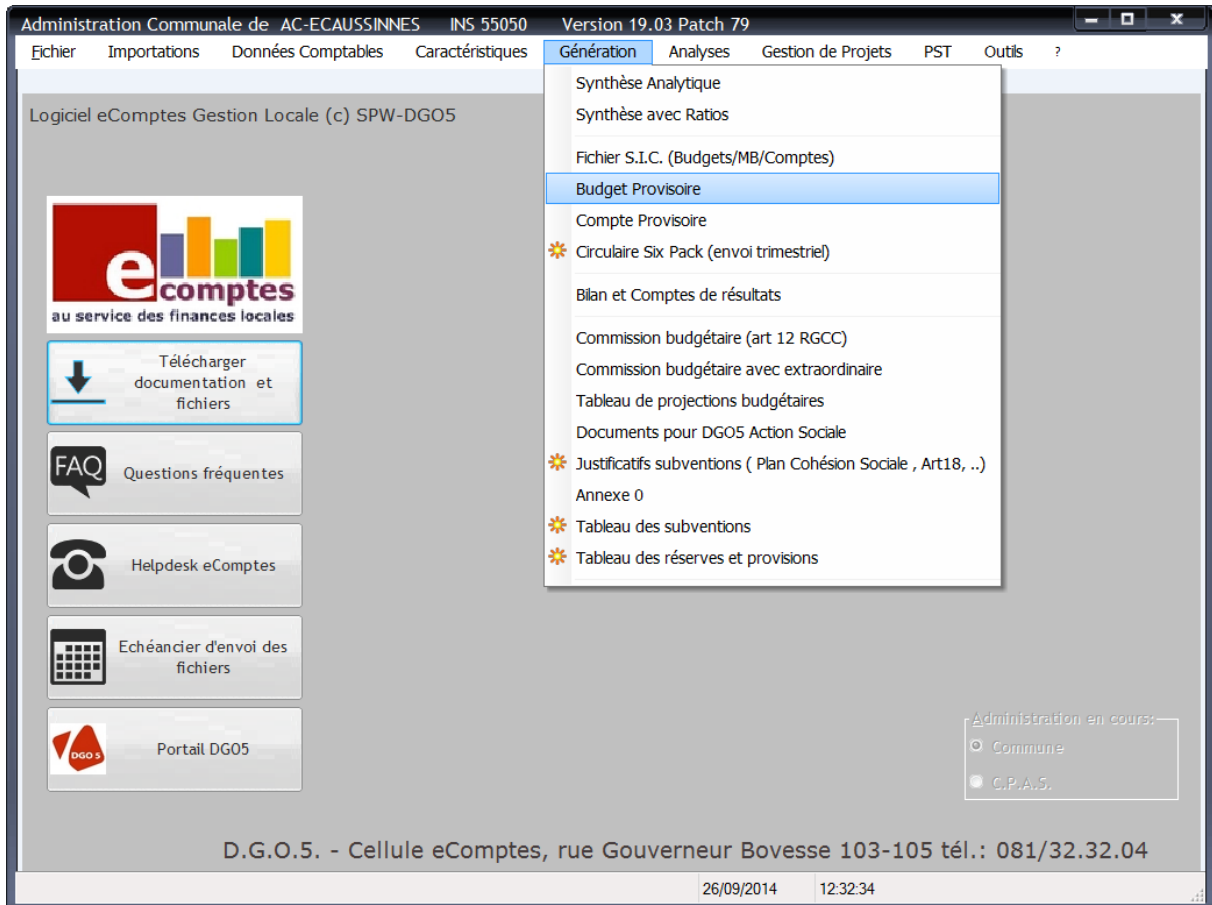 Administration Communale de AC-ECAUSSINNES INS 55050 Version 19.03 Patch 79
Fichier Importations Données Comptables Caractéristiques Génération Analyses Gestion de Projets PST Outils ?
Synthèse Analytique
Synthèse avec Ratios
Fichier S.I.C. (Budgets/MB/Comptes)
Budget Provisoire
Compte Provisoire
Circulaire Six Pack (envoi trimestriel)
Bilan et Comptes de résultats
Commission budgétaire (art 12 RGCC)
Commission budgétaire avec extraordinaire
Tableau de projections budgétaires
Documents pour DGO5 Action Sociale
Justificatifs subventions ( Plan Cohésion Sociale , Art18, ..)
Annexe 0
Tableau des subventions
Tableau des réserves et provisions
Logiciel eComptes Gestion Locale (c) SPW-DGO5
e comptes
au service des finances locales
Télécharger
documentation et
fichiers
FAQ Questions fréquentes
Helpdesk eComptes
Echéancier d'envoi des
fichiers
DGO 5 Portail DGO5
Administration en cours:
Commune
C.P.A.S.
D.G.O.5. - Cellule eComptes, rue Gouverneur Bovesse 103-105 tél.: 081/32.32.04
26/09/2014 12:32:34